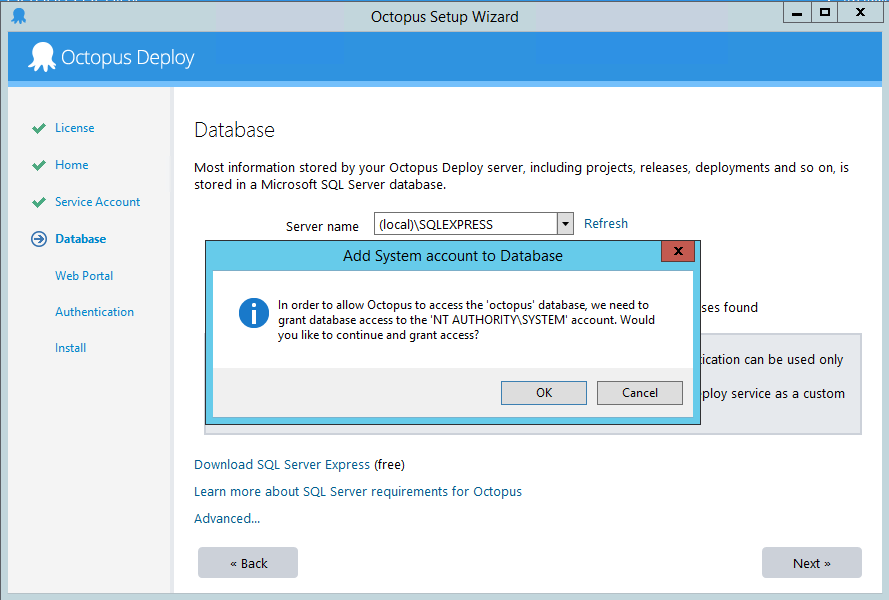 Octopus Setup Wizard
Octopus Deploy
License
Home
Service Account
Database
Web Portal
Authentication
Install
Database
Most information stored by your Octopus Deploy server, including projects, releases, deployments and so on, is
stored in a Microsoft SQL Server database.
Server name (local)\SQLEXPRESS Refresh
Add System account to Database
In order to allow Octopus to access the 'octopus' database, we need to
grant database access to the 'NT AUTHORITY\SYSTEM' account. Would
you like to continue and grant access?
OK Cancel
found
can be used only
service as a custom
Download SQL Server Express (free)
Learn more about SQL Server requirements for Octopus
Advanced...
« Back
Next »